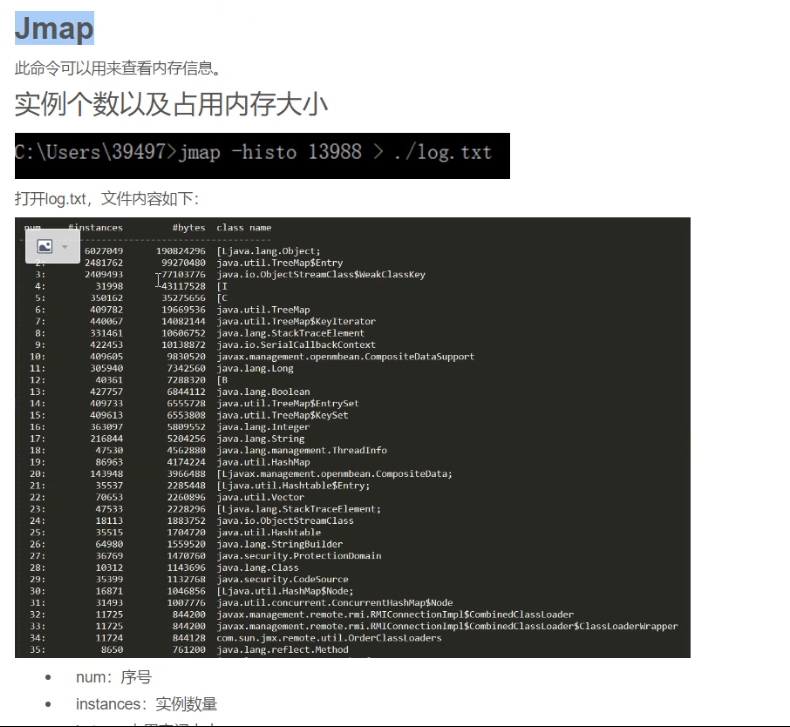 Jmap
此命令可以用来查看内存信息。
实例个数以及占用内存大小
C:\Users\39497>jmap -histo 13988 > ./log.txt
打开log.txt，文件内容如下：
num #instances #bytes class name
6027049 190824296 [Ljava.lang.Object;
2: 2481762 99270480 java.util.TreeMap$Entry
3: 2409493 77103776 java.io.ObjectStreamClass$WeakClassKey
4: 31998 43117528 [I
5: 350162 35275656 [C
6: 409782 19669536 java.util.TreeMap
7: 440067 14082144 java.util.TreeMap$KeyIterator
8: 331461 10606752 java.lang.StackTraceElement
9: 422453 10138872 java.io.SerialCallbackContext
10: 409605 9830520 javax.management.openmbean.CompositeDataSupport
11: 305940 7342560 java.lang.Long
12: 40361 7288320 [B
13: 427757 6844112 java.lang.Boolean
14: 409733 6555728 java.util.TreeMap$EntrySet
15: 409613 6553808 java.util.TreeMap$KeySet
16: 363097 5809552 java.lang.Integer
17: 216844 5204256 java.lang.String
18: 47530 4562880 java.lang.management.ThreadInfo
19: 86963 4174224 java.util.HashMap
20: 143948 3966488 [Ljavax.management.openmbean.CompositeData;
21: 35537 2285448 [Ljava.util.Hashtable$Entry;
22: 70653 2260896 java.util.Vector
23: 47533 2228296 [Ljava.lang.StackTraceElement;
24: 18113 1883752 java.io.ObjectStreamClass
25: 35515 1704720 java.util.Hashtable
26: 64980 1559520 java.lang.StringBuilder
27: 36769 1470760 java.security.ProtectionDomain
28: 10312 1143696 java.lang.Class
29: 35399 1132768 java.security.CodeSource
30: 16871 1046856 [Ljava.util.HashMap$Node;
31: 31493 1007776 java.util.concurrent.ConcurrentHashMap$Node
32: 11725 844200 javax.management.remote.rmi.RMIConnectionImpl$CombinedClassLoader
33: 11725 844200 javax.management.remote.rmi.RMIConnectionImpl$CombinedClassLoader$ClassLoaderWrapper
34: 11724 844128 com.sun.jmx.remote.util.OrderClassLoaders
35: 8650 761200 java.lang.reflect.Method
• num：序号
• instances：实例数量